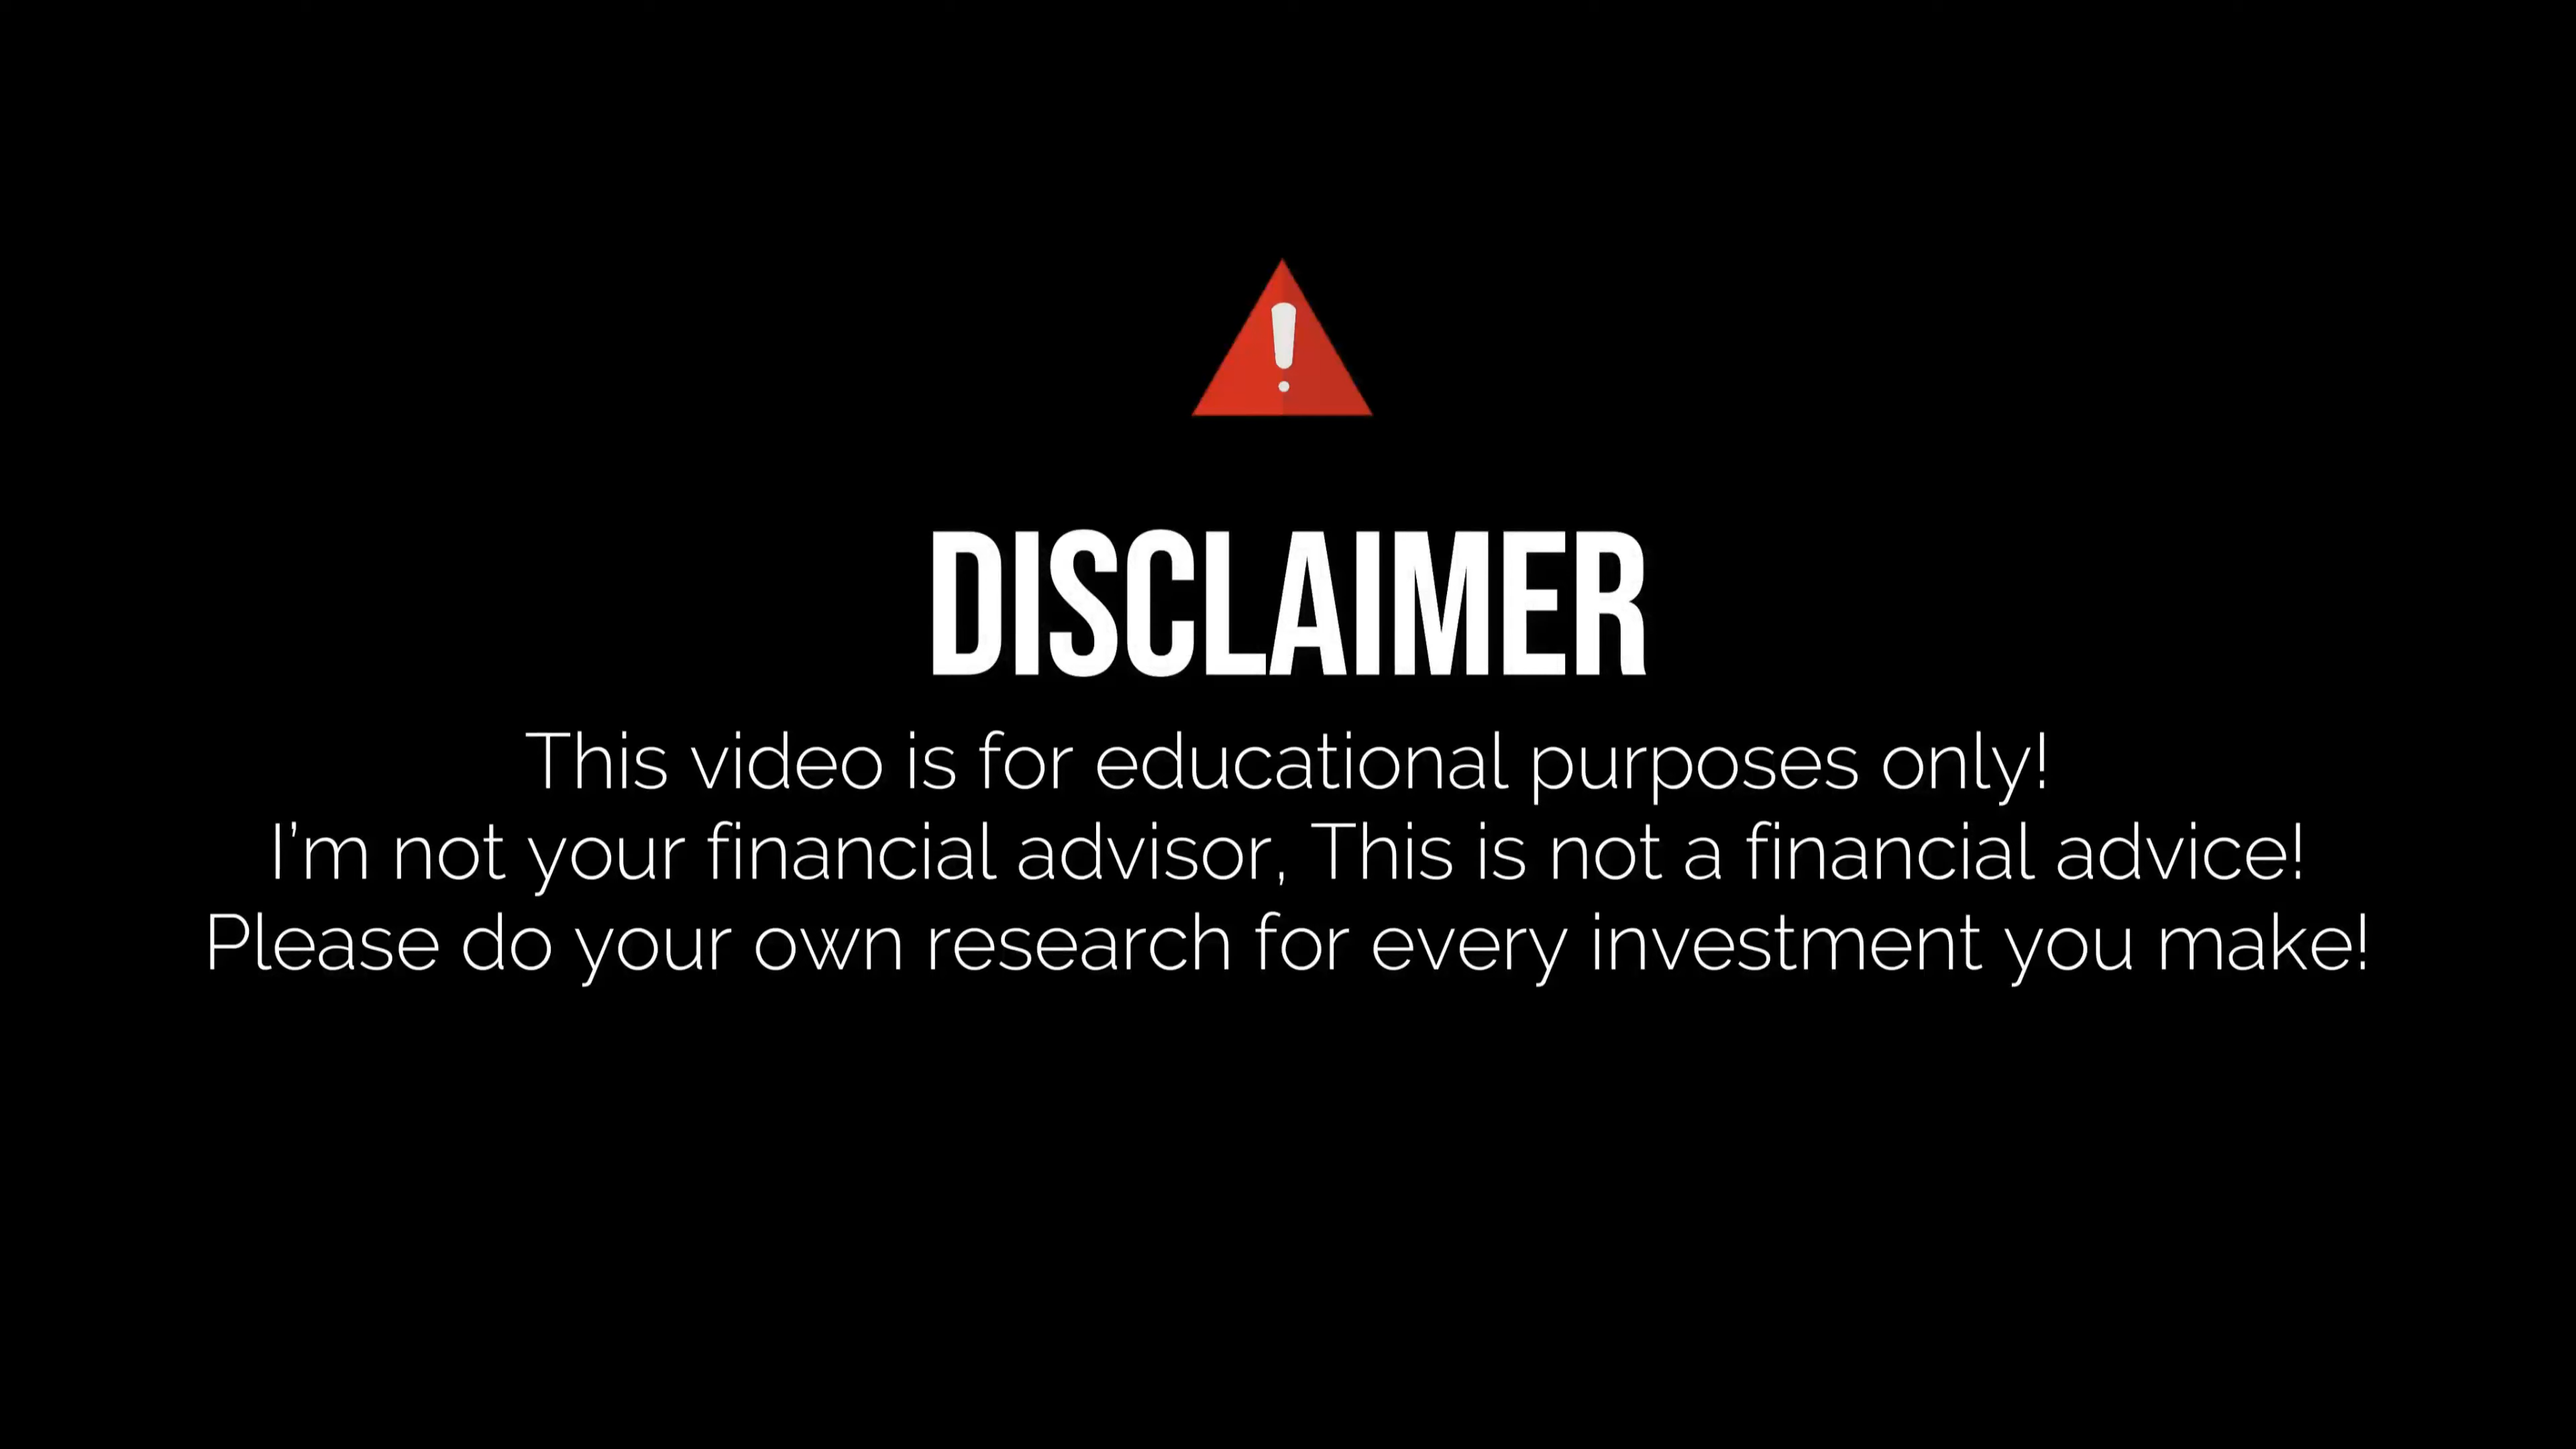 DISCLAIMER
This video is for educational purposes only!
I'm not your financial advisor, This is not a financial advice!
Please do your own research for every investment you make!